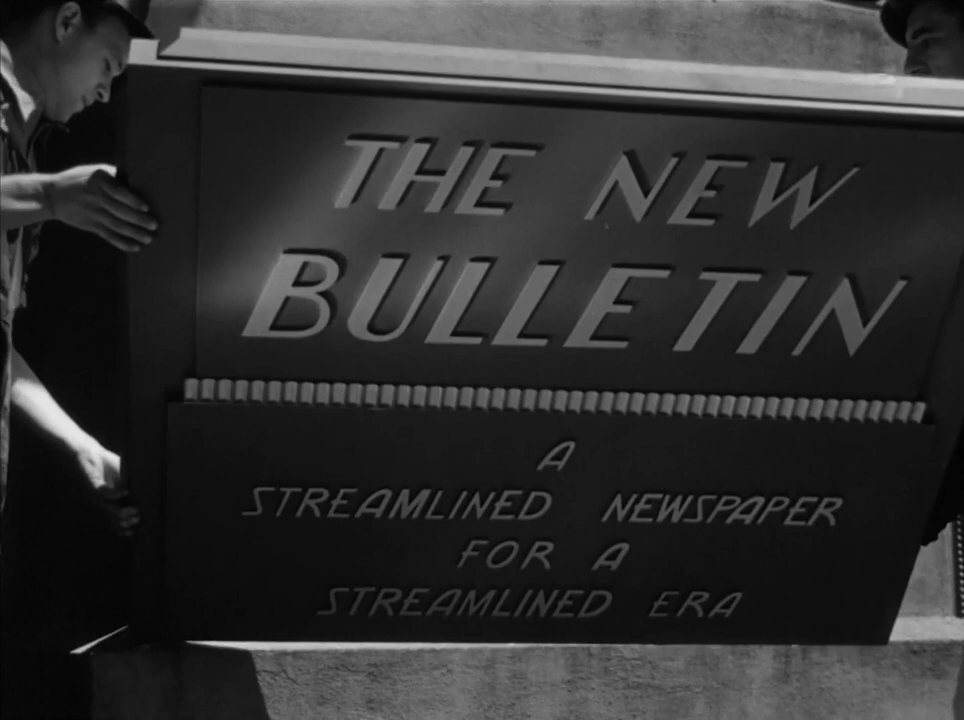 THE NEW
BULLETIN
A
STREAMLINED NEWSPAPER
FOR A
STREAMLINED ERA